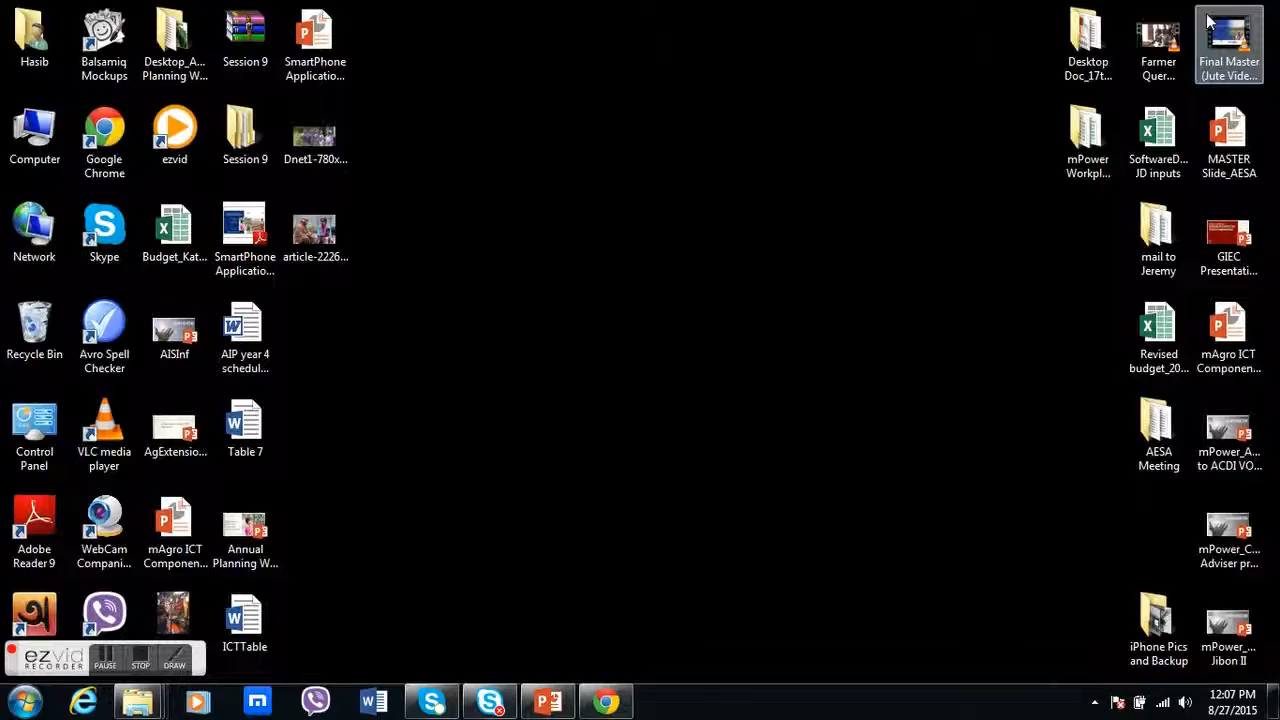 Hasib
Balsamiq
Mockups
Desktop_A...
Planning W...
Session 9
SmartPhone
Applicatio...
Desktop
Doc_17t...
Farmer
Quer...
Final Master
(Jute Vide...
Computer
Google
Chrome
ezvid
Session 9
Dnet1-780x...
mPower
Workpl...
SoftwareD...
JD inputs
MASTER
Slide_AESA
Network
Skype
Budget_Kat...
SmartPhone
Applicatio...
article-2226...
mail to
Jeremy
GIEC
Presentati...
Recycle Bin
Avro Spell
Checker
AISInf
AIP year 4
schedul...
Revised
budget_20...
mAgro ICT
Componen...
Control
Panel
VLC media
player
AgExtensio...
Table 7
AESA
Meeting
mPower_A...
to ACDI VO...
Adobe
Reader 9
WebCam
Compani...
mAgro ICT
Componen...
Annual
Planning W...
mPower_C...
Adviser pr...
ICTTable
iPhone Pics
and Backup
mPower_...
Jibon II
ezvid
RECORDER
PAUSE
STOP
DRAW
12:07 PM
8/27/2015